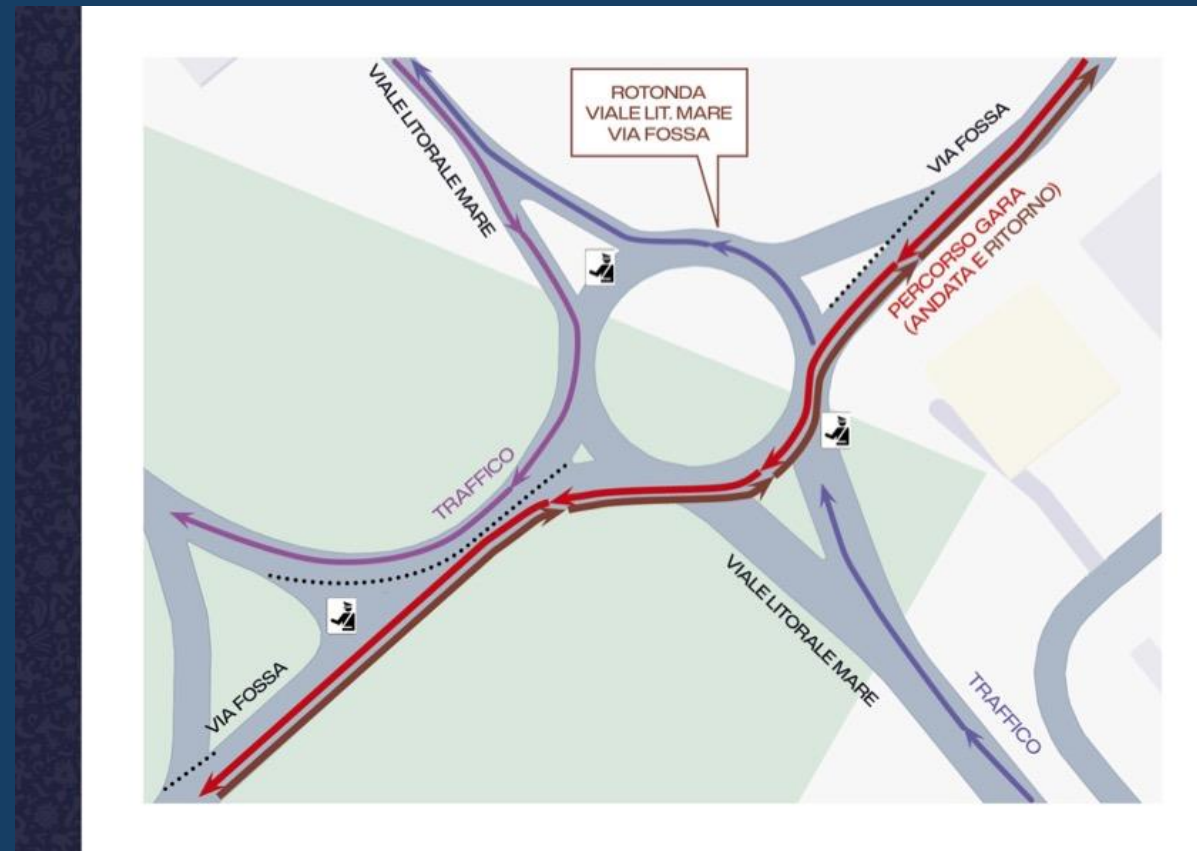 ROTONDA
VIALE LIT. MARE
VIA FOSSA
VIALE LITORALE MARE
VIA FOSSA
PERCORSO GARA
(ANDATA E RITORNO)
TRAFFICO
VIALE LITORALE MARE
VIA FOSSA
TRAFFICO